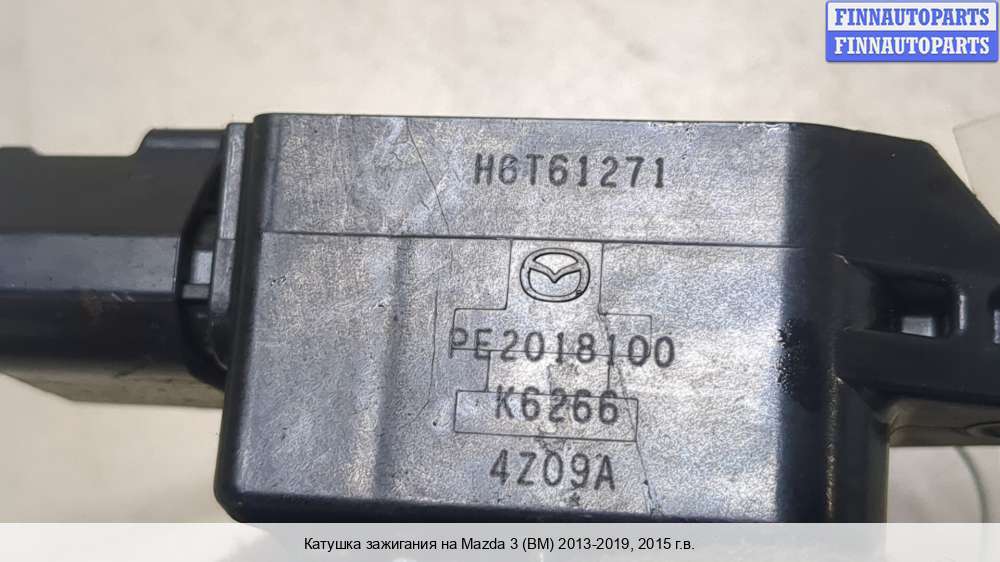 FINNAUTOPARTS
FINNAUTOPARTS
H6T61271
PE2018100
K6266
4Z09A
Катушка зажигания на Mazda 3 (BM) 2013-2019, 2015 г.в.